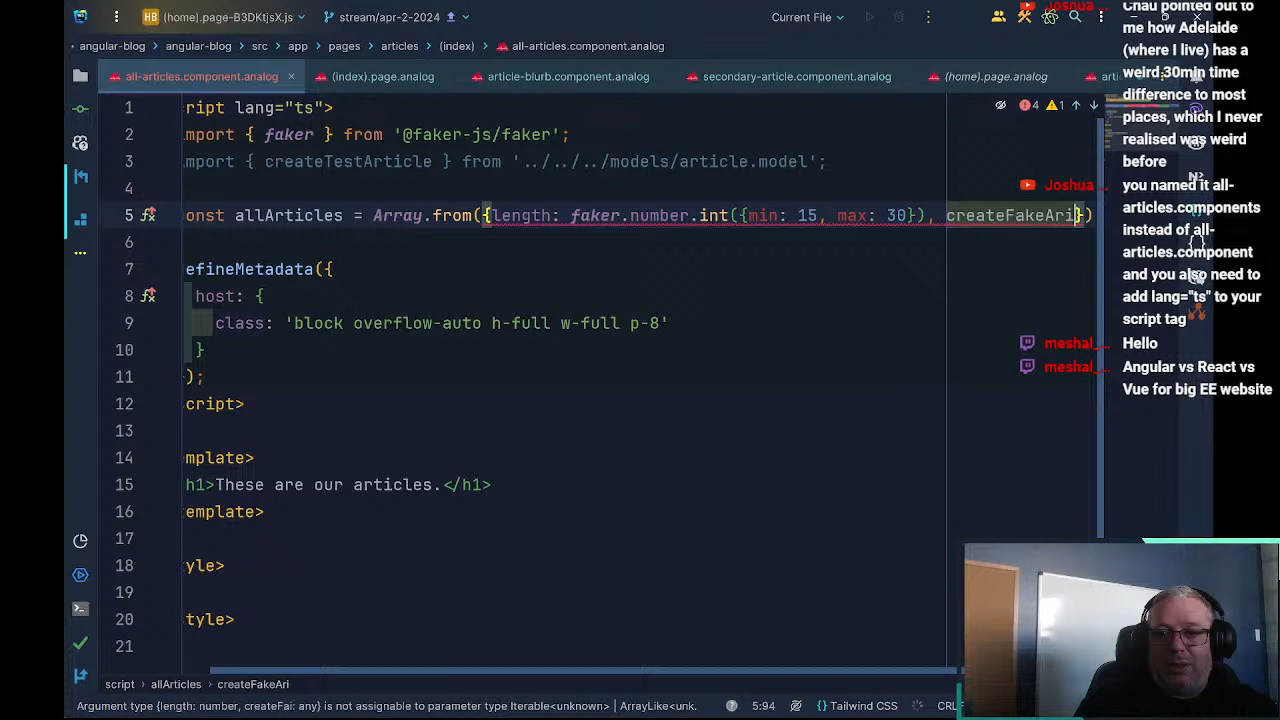 HB (home).page-B3DKtjsX.js
stream/apr-2-2024
Current File
angular-blog
angular-blog
src
app
pages
articles
(index)
all-articles.component.analog
all-articles.component.analog
(index).page.analog
article-blurb.component.analog
secondary-article.component.analog
(home).page.analog
arti
4
1
1 ript lang="ts">
2 mport { faker } from '@faker-js/faker';
3 mport { createTestArticle } from '../../../models/article.model';
4
5 onst allArticles = Array.from({length: faker.number.int({min: 15, max: 30}), createFakeAri})
6
7 efineMetadata({
8 host: {
9 class: 'block overflow-auto h-full w-full p-8'
10 }
11 );
12 cript>
13
14 mplate>
15 h1>These are our articles.</h1>
16 emplate>
17
18 tyle>
19
20 tyle>
21
script
allArticles
createFakeAri
Argument type {length: number, createFai: any} is not assignable to parameter type Iterable<unknown> | ArrayLike<unk.
5:94
Tailwind CSS
CRL
Joshua
Chau pointed out to
me how Adelaide
(where I live) has a
weird 30min time
difference to most
places, which I never
realised was weird
before
Joshua
you named it all-
articles.components
instead of all-
articles.component
and you also need to
add lang="ts" to your
script tag
meshal_... Hello
meshal_... Angular vs React vs
Vue for big EE website